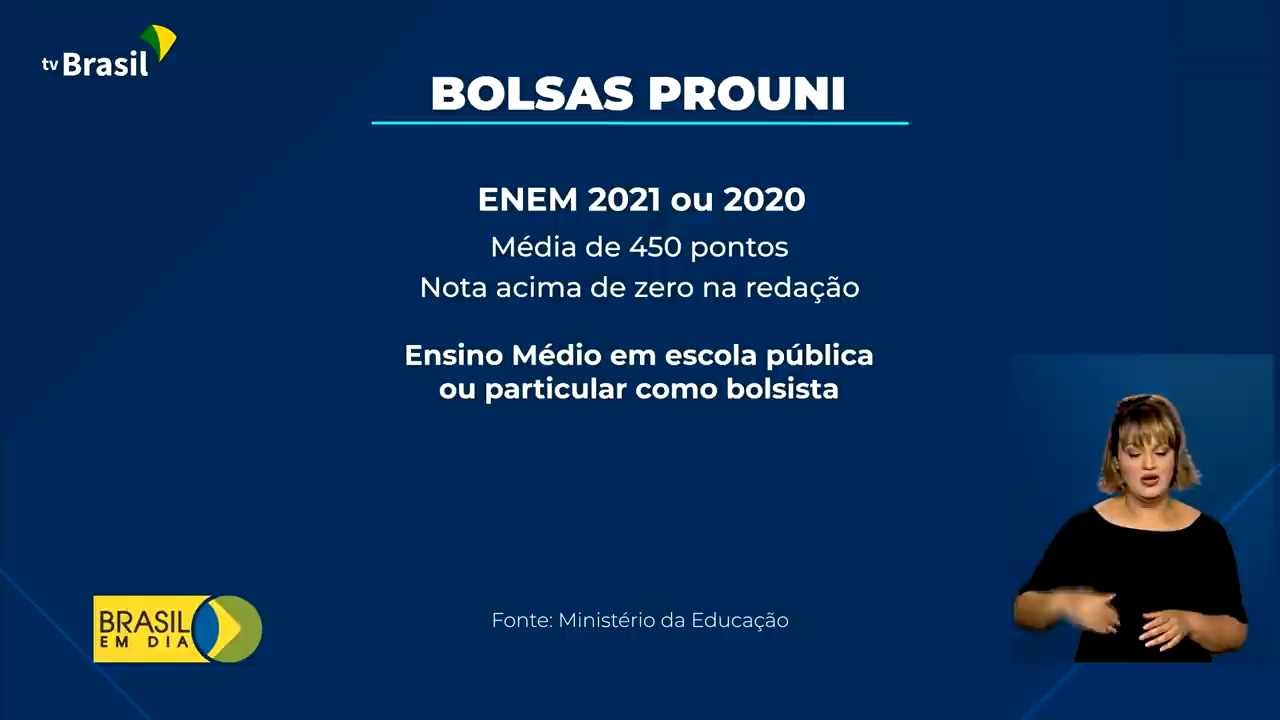 tv Brasil
BOLSAS PROUNI
ENEM 2021 ou 2020
Média de 450 pontos
Nota acima de zero na redação
Ensino Médio em escola pública
ou particular como bolsista
BRASIL
EM DIA
Fonte: Ministério da Educação